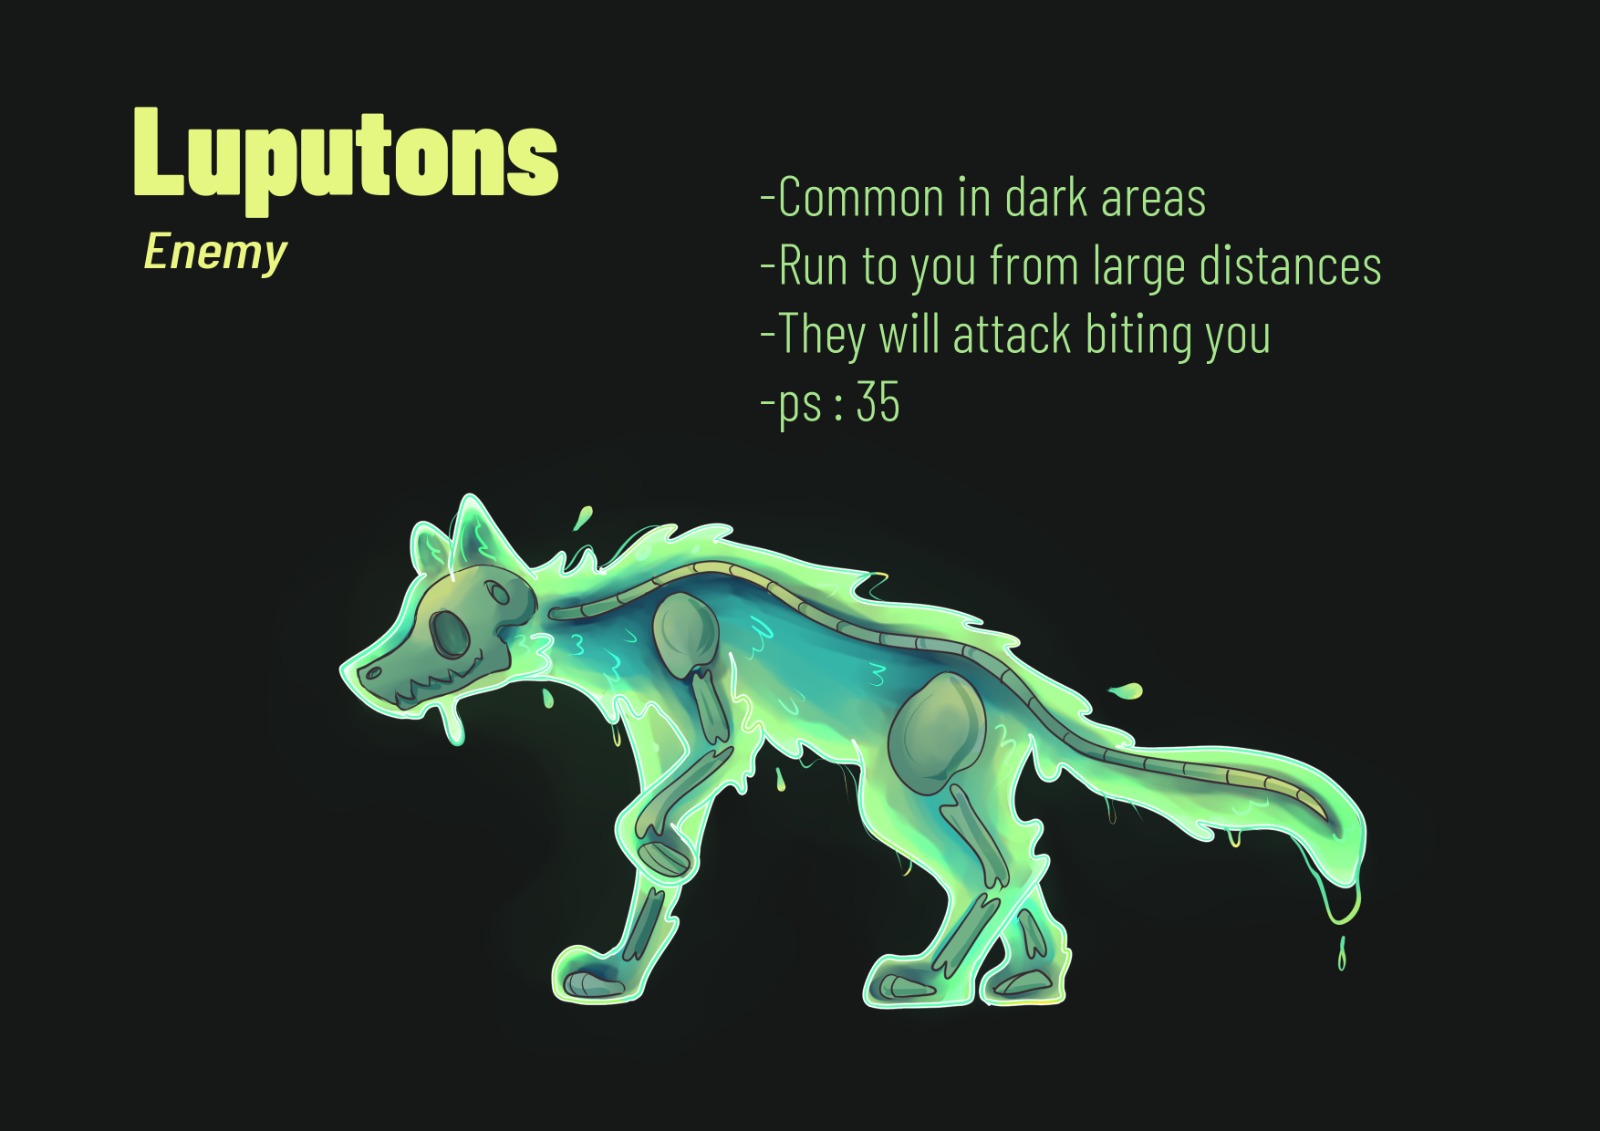 Luputons
Enemy
-Common in dark areas
-Run to you from large distances
-They will attack biting you
-ps : 35